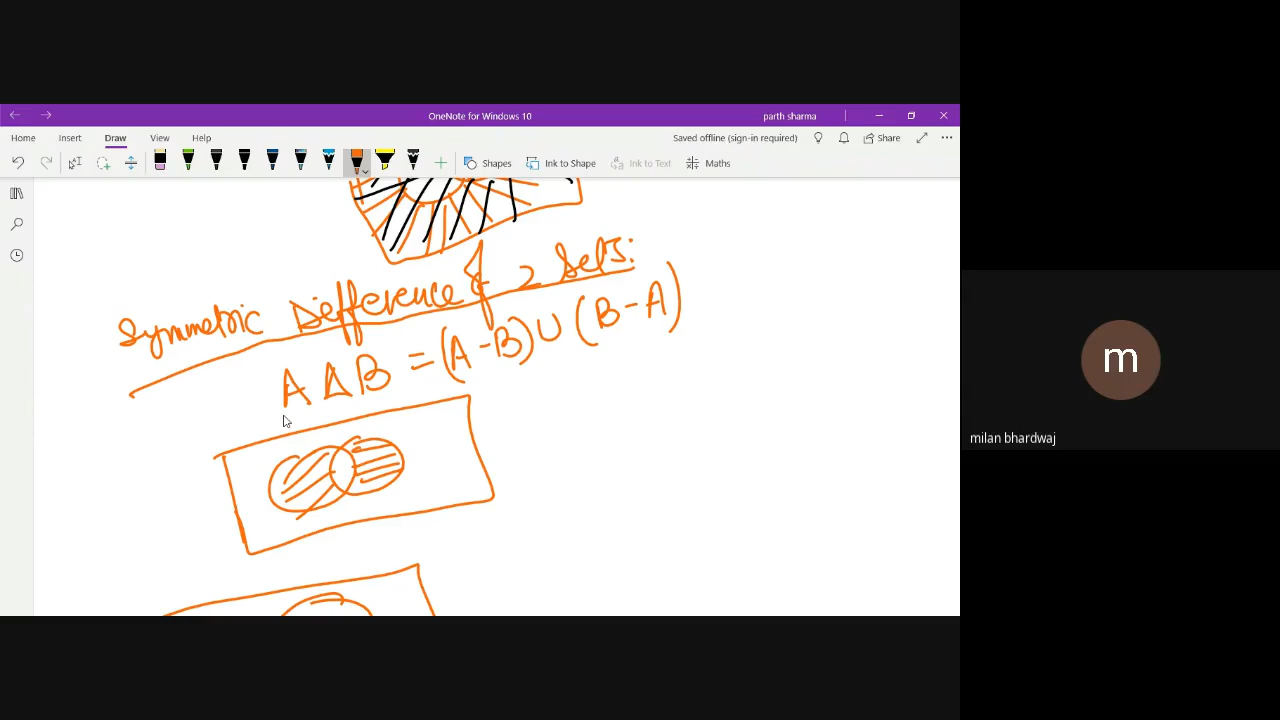 OneNote for Windows 10
parth sharma
Home Insert Draw View Help
Saved offline (sign-in required)
Share
Shapes
Ink to Shape
Ink to Text
Maths
Symmetric Difference of 2 Sets:
A Δ B = (A - B) ∪ (B - A)
m
milan bhardwaj